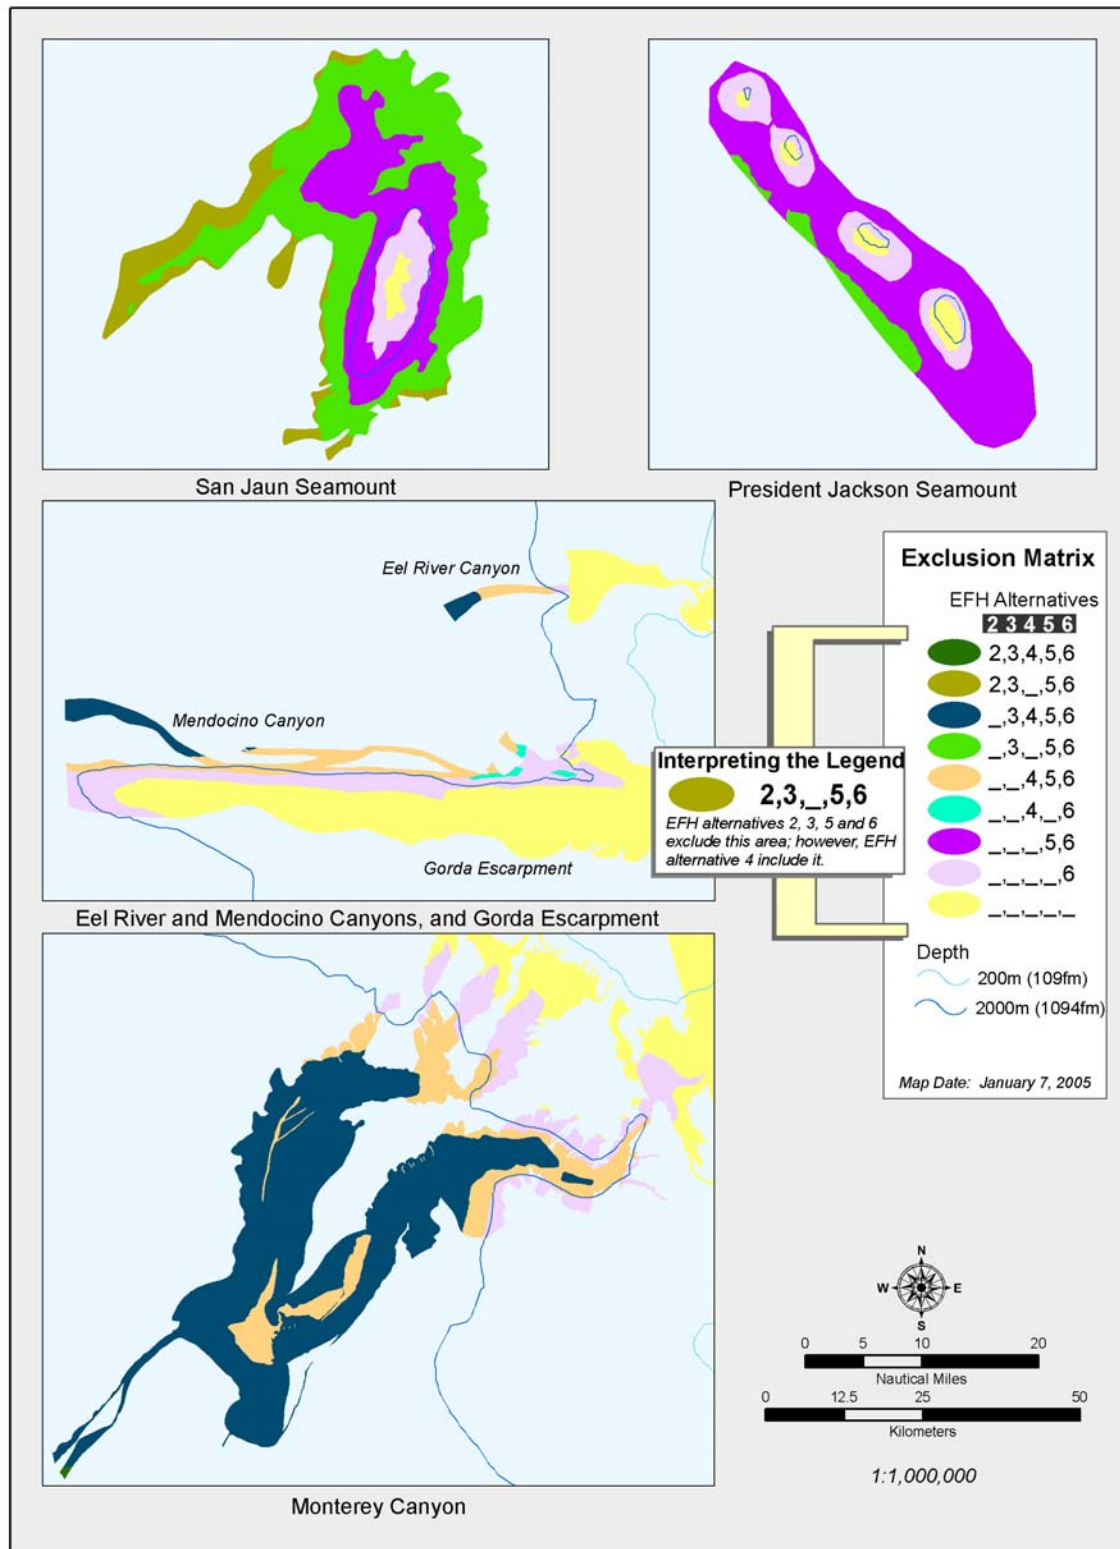 San Jaun Seamount
President Jackson Seamount
Eel River Canyon
Mendocino Canyon
Gorda Escarpment
Eel River and Mendocino Canyons, and Gorda Escarpment
Interpreting the Legend
2,3,_,5,6
EFH alternatives 2, 3, 5 and 6
exclude this area; however, EFH
alternative 4 include it.
Exclusion Matrix
EFH Alternatives
2 3 4 5 6
2,3,4,5,6
2,3,_,5,6
_,3,4,5,6
_,3,_,5,6
_,_,4,5,6
_,_,4,_,6
_,_,_,5,6
_,_,_,_,6
_,_,_,_,_
Depth
200m (109fm)
2000m (1094fm)
Map Date: January 7, 2005
Monterey Canyon
N
W E
S
0 5 10 20
Nautical Miles
0 12.5 25 50
Kilometers
1:1,000,000